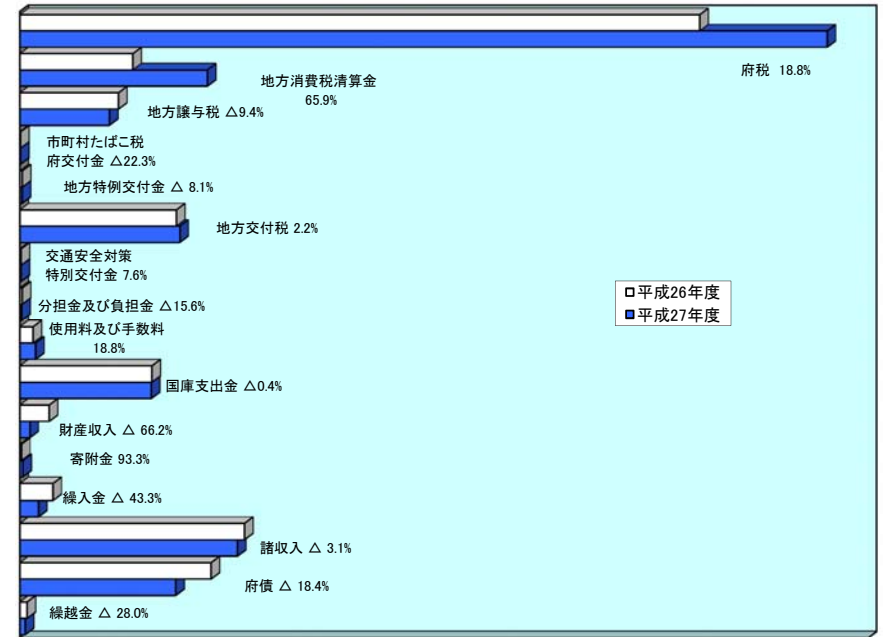 府税 18.8%
地方消費税清算金
65.9%
地方譲与税 △9.4%
市町村たばこ税
府交付金 △22.3%
地方特例交付金 △ 8.1%
地方交付税 2.2%
交通安全対策
特別交付金 7.6%
平成26年度
平成27年度
分担金及び負担金 △15.6%
使用料及び手数料
18.8%
国庫支出金 △0.4%
財産収入 △ 66.2%
寄附金 93.3%
繰入金 △ 43.3%
諸収入 △ 3.1%
府債 △ 18.4%
繰越金 △ 28.0%